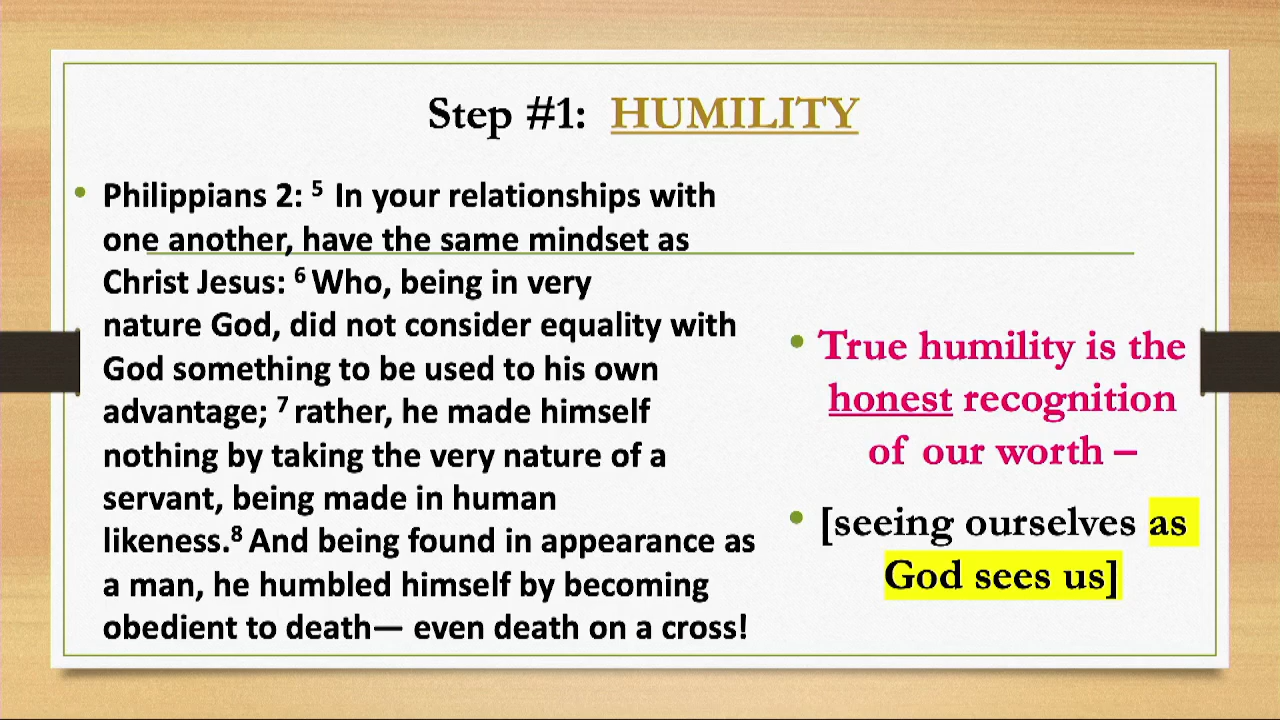 Step #1: HUMILITY
• Philippians 2: ⁵ In your relationships with
one another, have the same mindset as
Christ Jesus: ⁶ Who, being in very
nature God, did not consider equality with
God something to be used to his own
advantage; ⁷ rather, he made himself
nothing by taking the very nature of a
servant, being made in human
likeness.⁸ And being found in appearance as
a man, he humbled himself by becoming
obedient to death— even death on a cross!
• True humility is the
honest recognition
of our worth –
• [seeing ourselves as
God sees us]